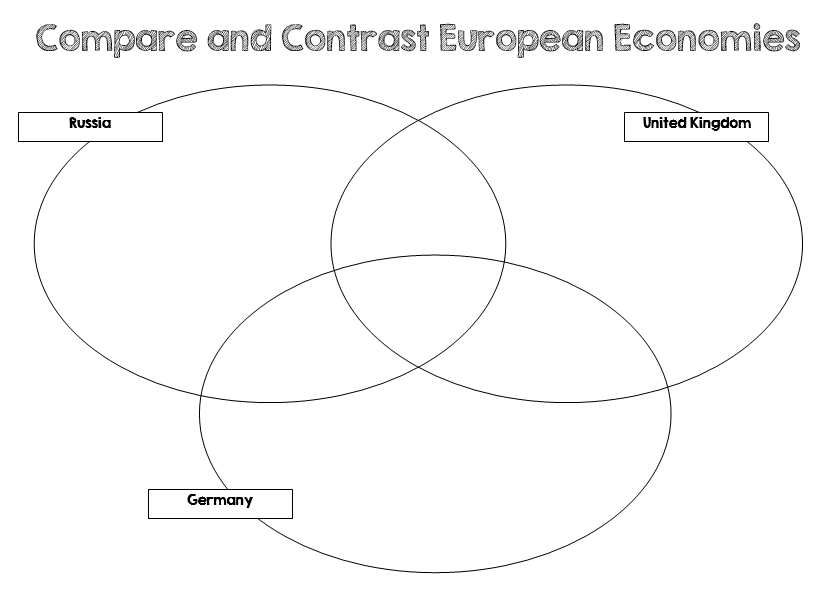 Compare and Contrast European Economies
Russia
United Kingdom
Germany